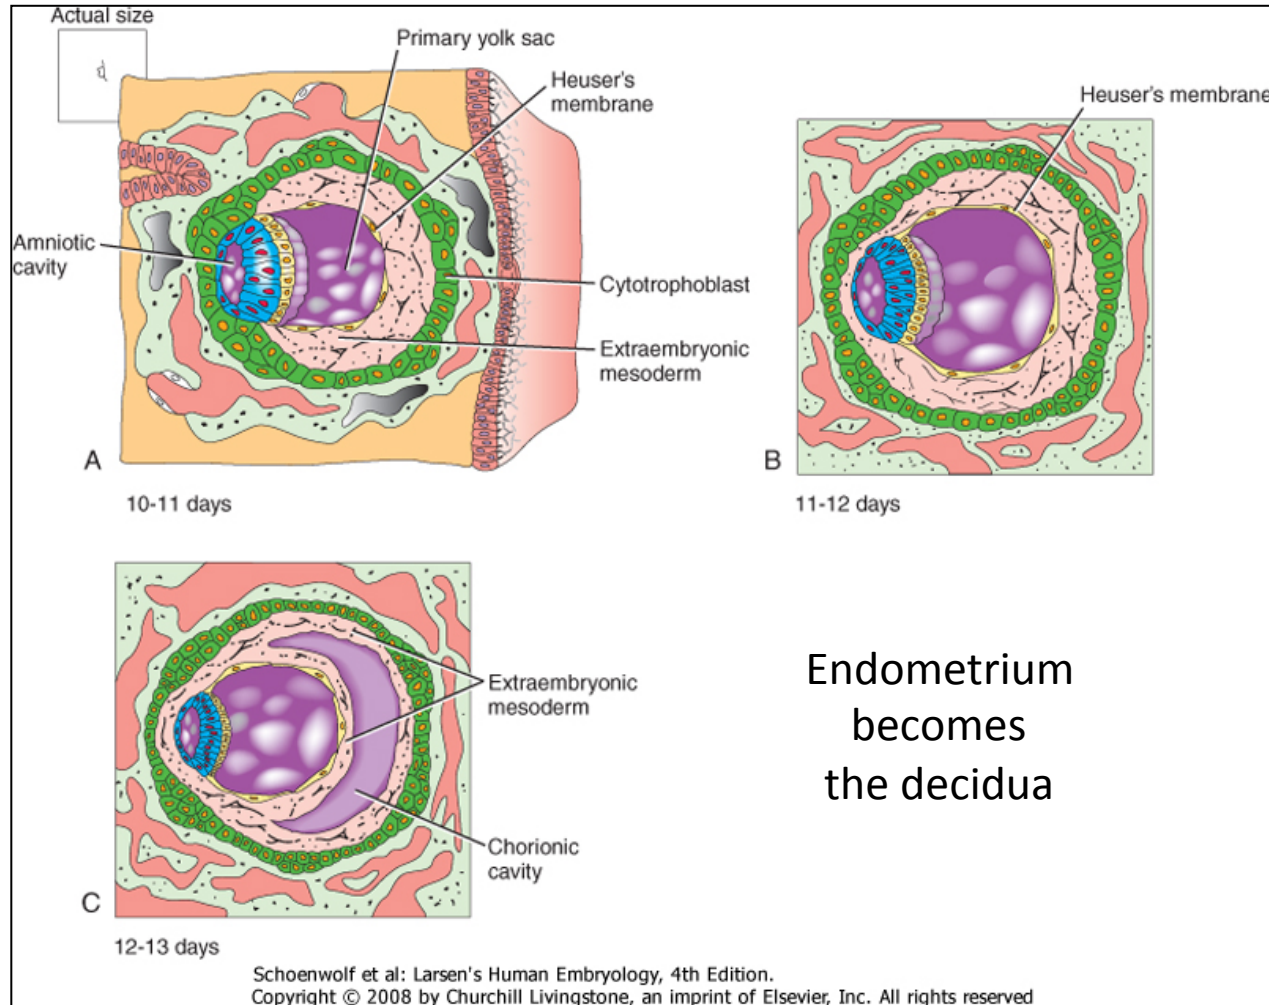 Actual size
Primary yolk sac
Heuser's
membrane
Amniotic
cavity
Cytotrophoblast
Extraembryonic
mesoderm
A
10-11 days
Heuser's membrane
B
11-12 days
Extraembryonic
mesoderm
Chorionic
cavity
C
12-13 days
Endometrium
becomes
the decidua
Schoenwolf et al: Larsen's Human Embryology, 4th Edition.
Copyright © 2008 by Churchill Livingstone, an imprint of Elsevier, Inc. All rights reserved